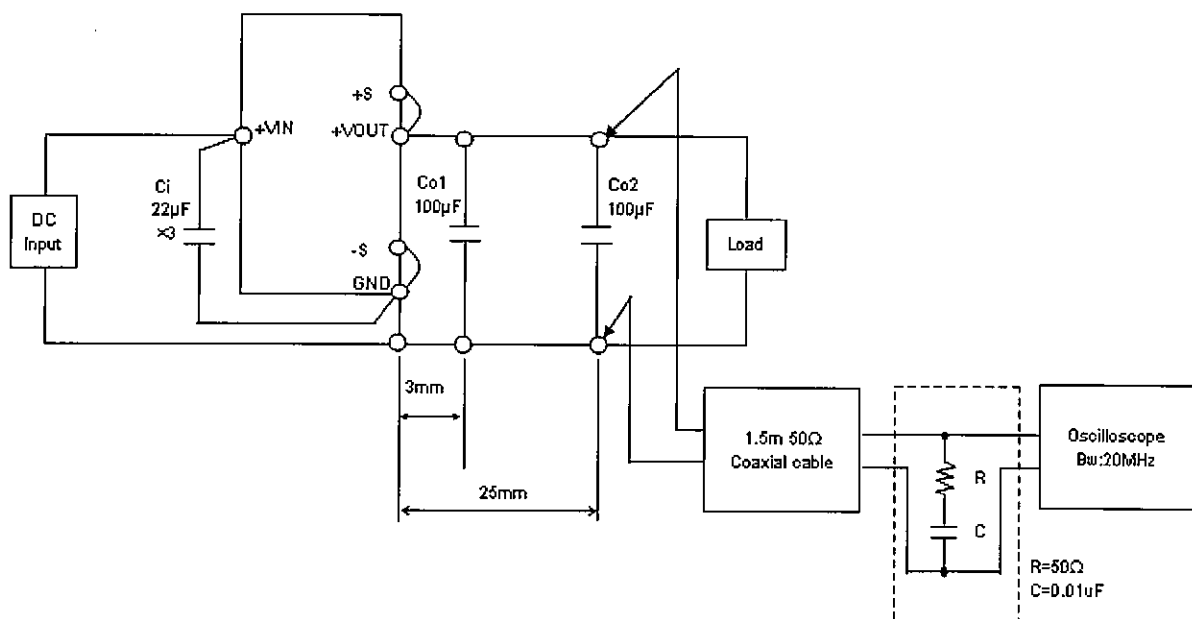 +S
+VIN
+VOUT
Ci
22μF
X3
Co1
100μF
Co2
100μF
DC
Input
-S
Load
GND
3mm
1.5m 50Ω
Coaxial cable
Oscilloscope
Bw:20MHz
R
25mm
C
R=50Ω
C=0.01uF